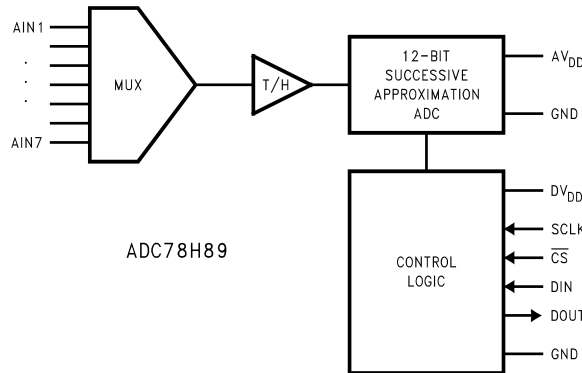 AIN1
.
.
.
AIN7
MUX
T/H
12-BIT
SUCCESSIVE
APPROXIMATION
ADC
AVDD
GND
ADC78H89
CONTROL
LOGIC
DVDD
SCLK
CS
DIN
DOUT
GND